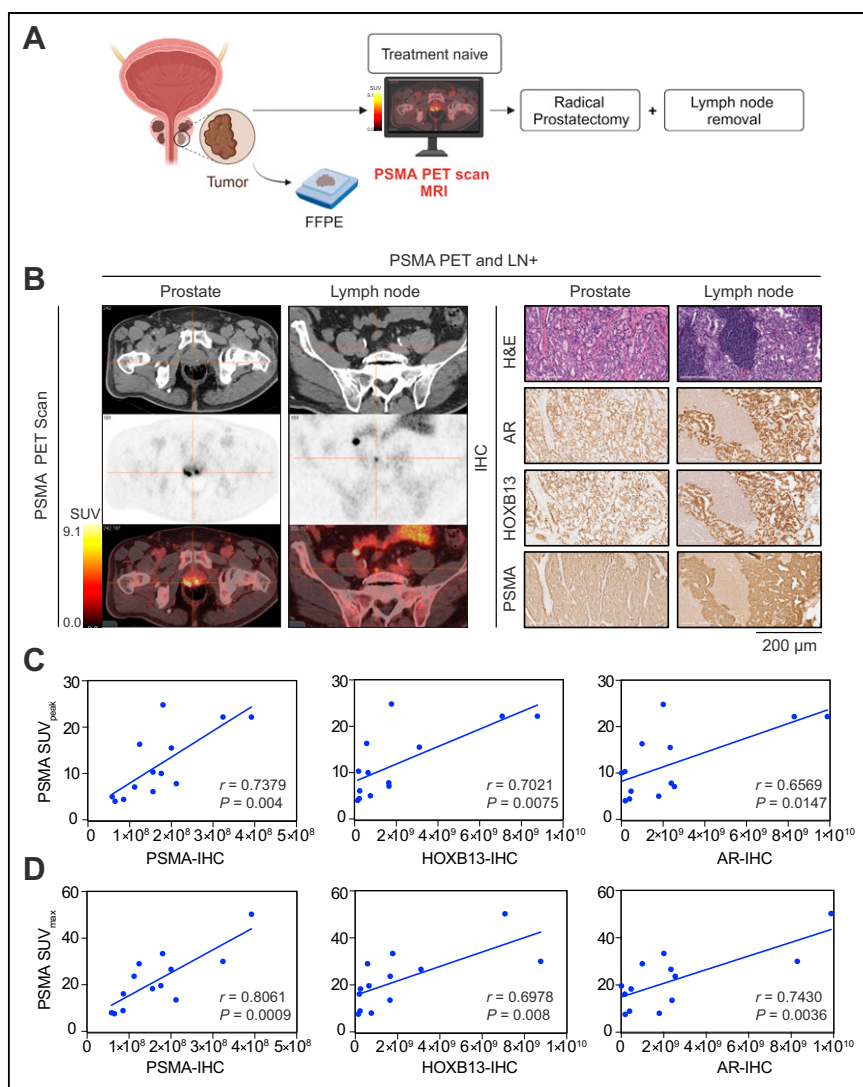 A
Treatment naive
SUV
9.1
0.0
Tumor
FFPE
PSMA PET scan
MRI
Radical
Prostatectomy
+
Lymph node
removal
PSMA PET and LN+
B
Prostate
Lymph node
PSMA PET Scan
SUV
9.1
0.0
IHC
Prostate
Lymph node
H&E
AR
HOXB13
PSMA
200 µm
C
PSMA SUVpeak
30
20
10
0
r = 0.7379
P = 0.004
0 1×10⁸ 2×10⁸ 3×10⁸ 4×10⁸ 5×10⁸
PSMA-IHC
30
20
10
0
r = 0.7021
P = 0.0075
0 2×10⁹ 4×10⁹ 6×10⁹ 8×10⁹ 1×10¹⁰
HOXB13-IHC
30
20
10
0
r = 0.6569
P = 0.0147
0 2×10⁹ 4×10⁹ 6×10⁹ 8×10⁹ 1×10¹⁰
AR-IHC
D
PSMA SUVmax
60
40
20
0
r = 0.8061
P = 0.0009
0 1×10⁸ 2×10⁸ 3×10⁸ 4×10⁸ 5×10⁸
PSMA-IHC
60
40
20
0
r = 0.6978
P = 0.008
0 2×10⁹ 4×10⁹ 6×10⁹ 8×10⁹ 1×10¹⁰
HOXB13-IHC
60
40
20
0
r = 0.7430
P = 0.0036
0 2×10⁹ 4×10⁹ 6×10⁹ 8×10⁹ 1×10¹⁰
AR-IHC